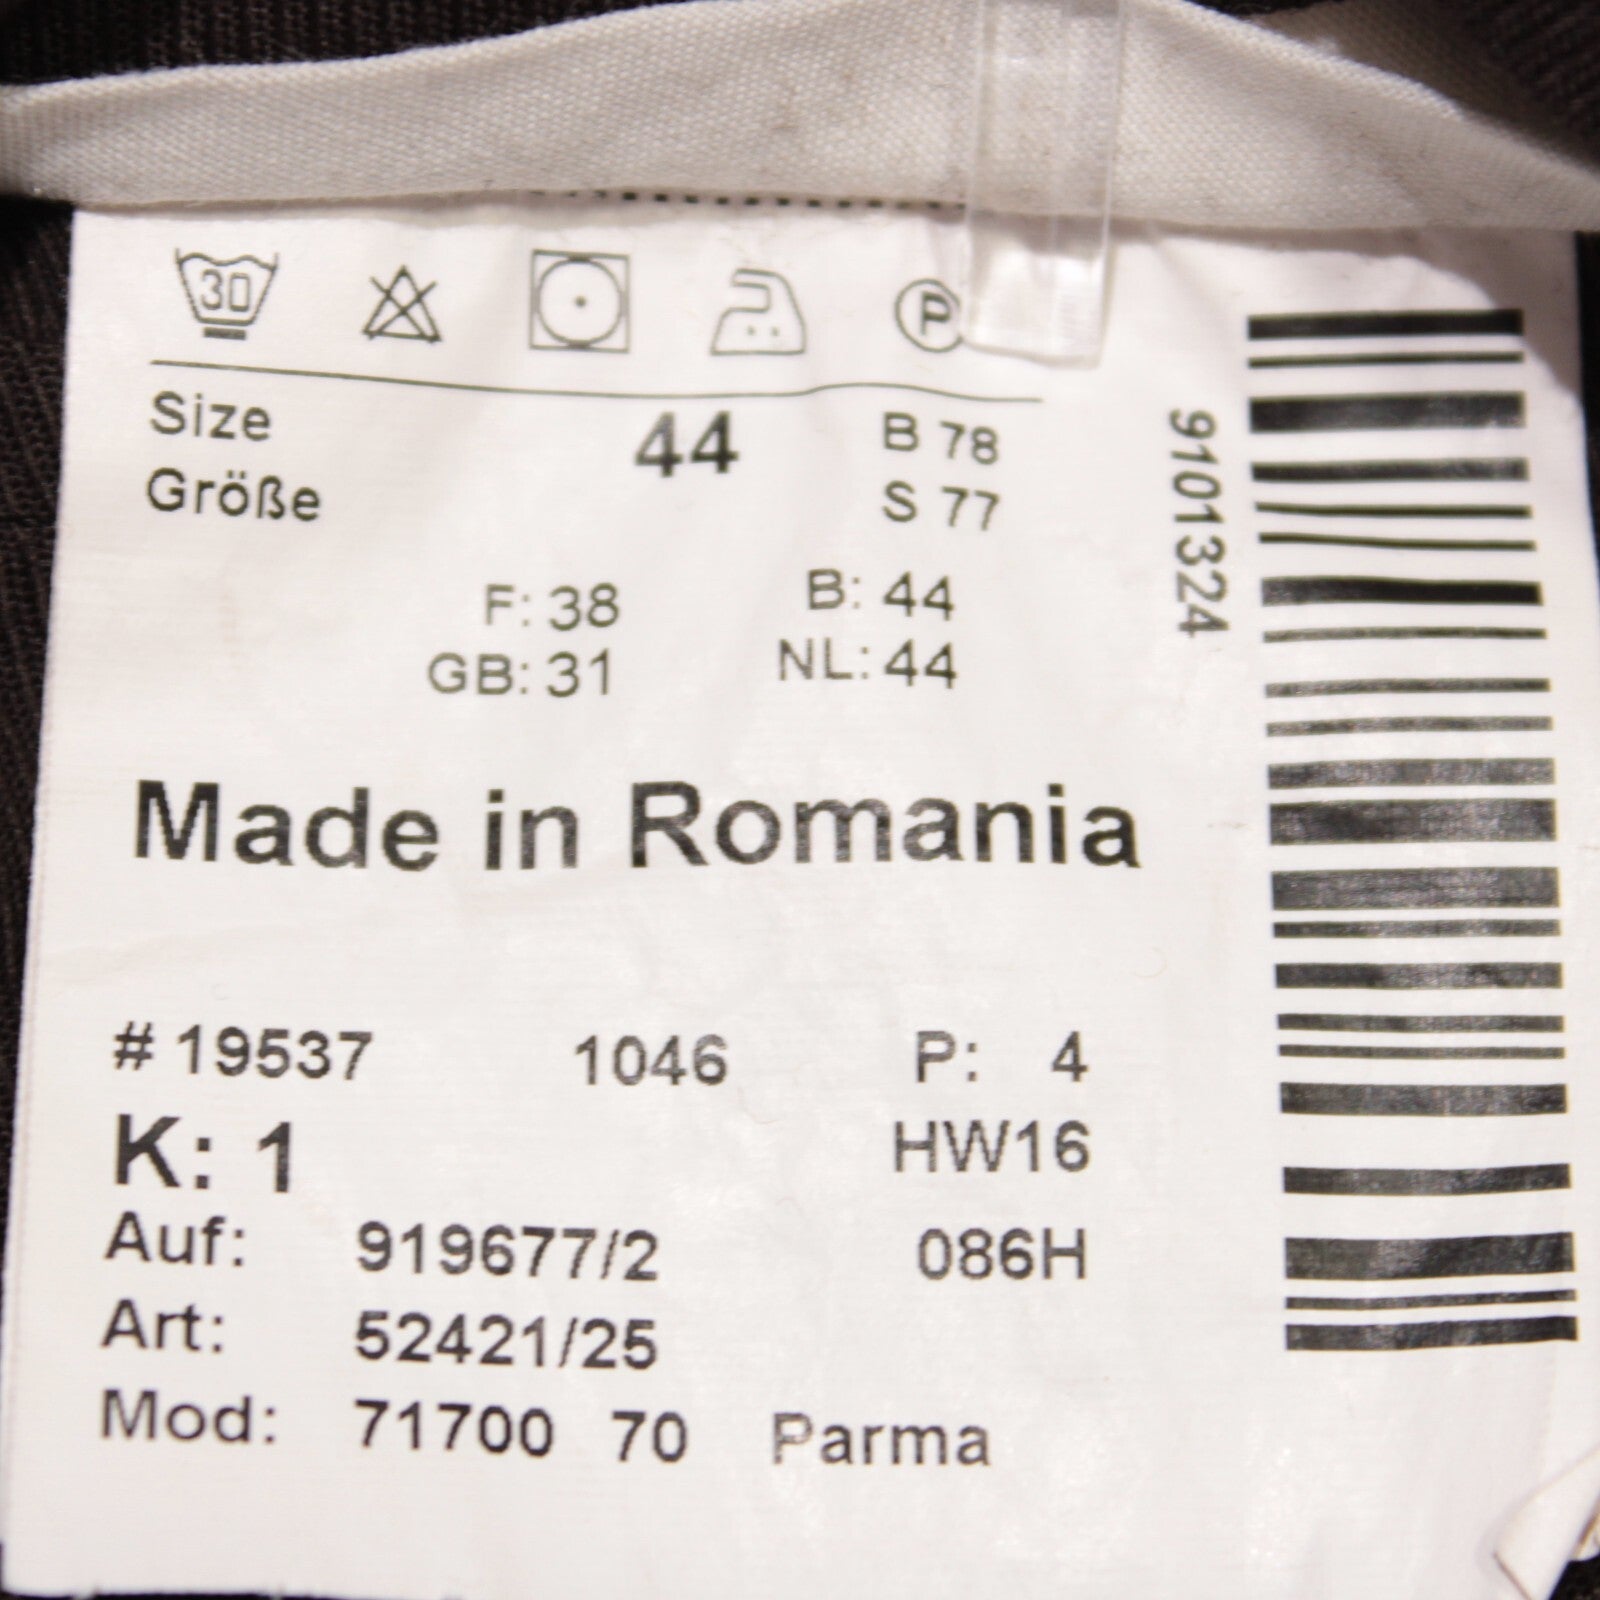 30 P
Size 44 B 78
Größe S 77
F: 38 B: 44
GB: 31 NL: 44
Made in Romania
# 19537 1046 P: 4
K: 1 HW16
Auf: 919677/2 086H
Art: 52421/25
Mod: 71700 70 Parma
9101324